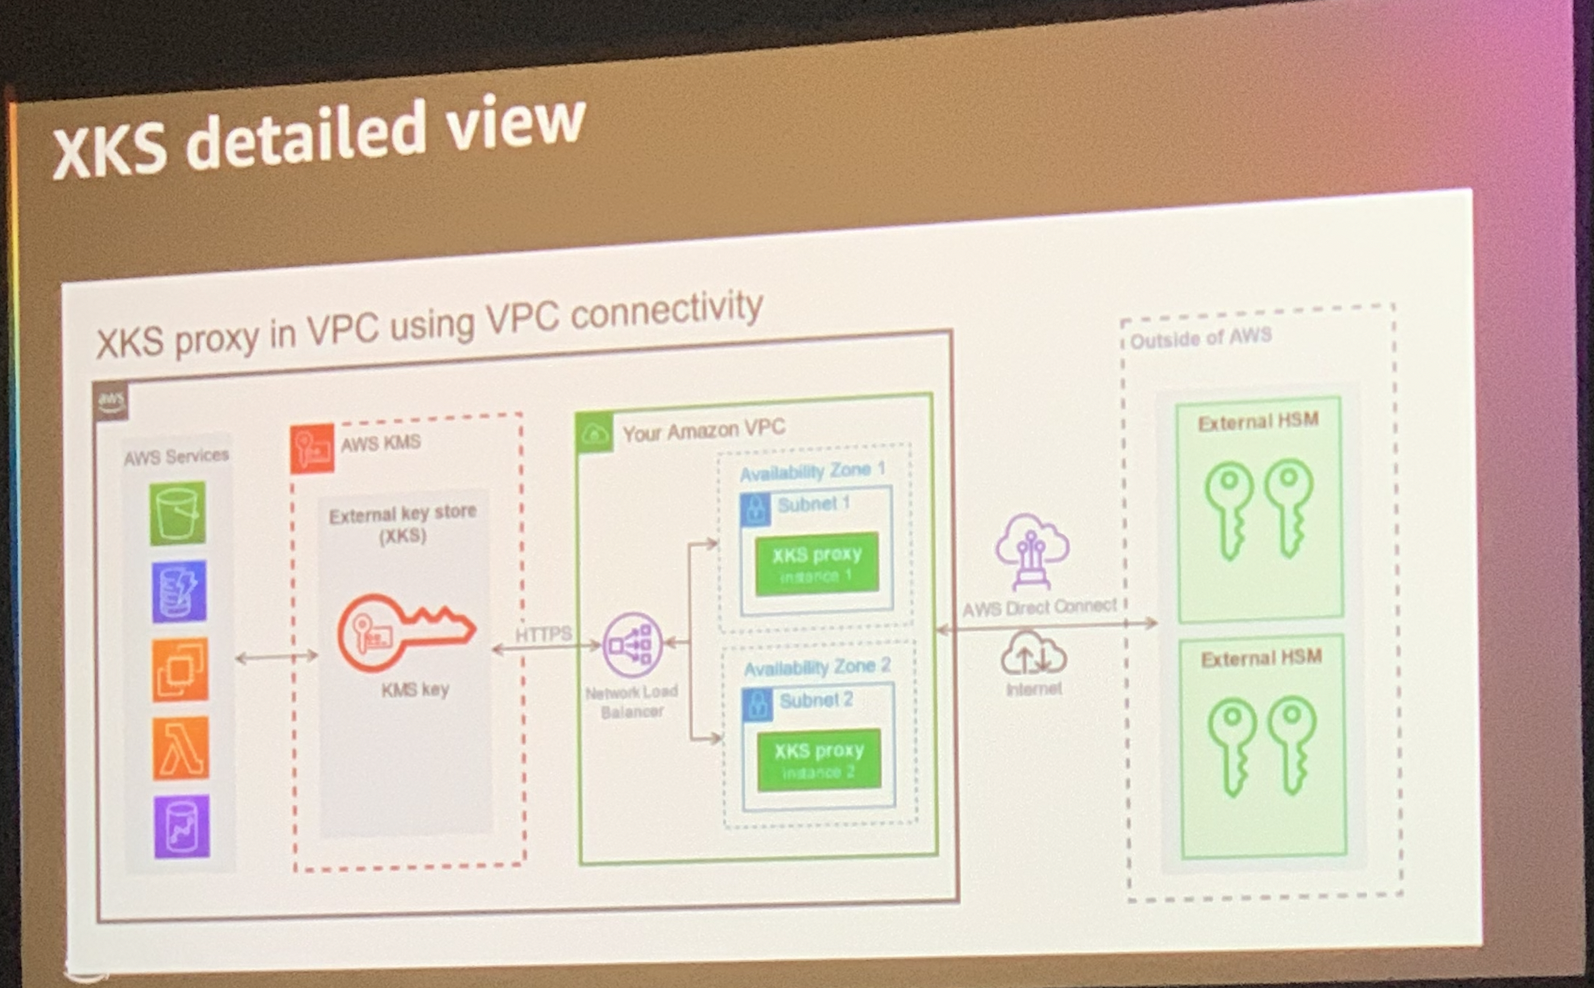 XKS detailed view
XKS proxy in VPC using VPC connectivity
aws
AWS Services
AWS KMS
External key store
(XKS)
KMS key
HTTPS
Your Amazon VPC
Network Load
Balancer
Availability Zone 1
Subnet 1
XKS proxy
instance 1
Availability Zone 2
Subnet 2
XKS proxy
instance 2
AWS Direct Connect
Internet
Outside of AWS
External HSM
External HSM